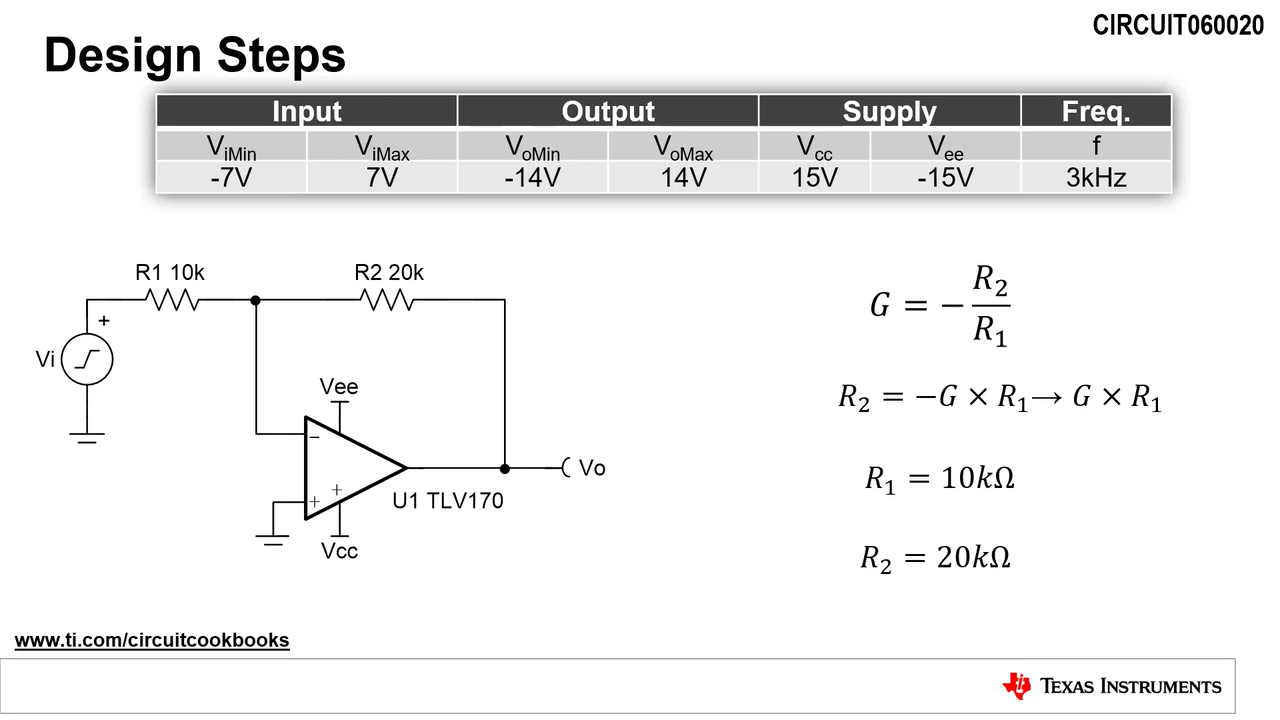 CIRCUIT060020
Design Steps
Input Output Supply Freq.
ViMin ViMax VoMin VoMax Vcc Vee f
-7V 7V -14V 14V 15V -15V 3kHz
R1 10k R2 20k
+
Vi
Vee
−
+
+
Vo
U1 TLV170
Vcc
G = − R2/R1
R2 = −G × R1→ G × R1
R1 = 10kΩ
R2 = 20kΩ
www.ti.com/circuitcookbooks
TEXAS INSTRUMENTS